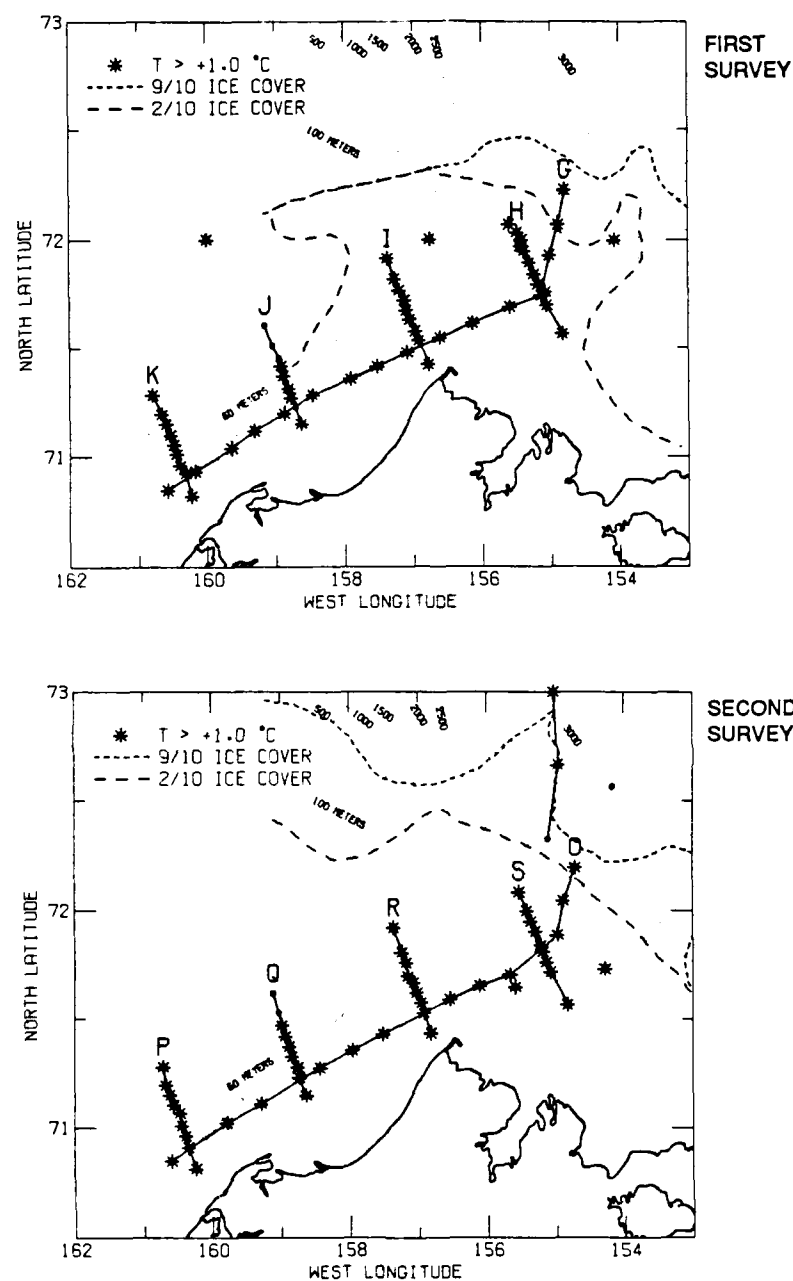 73
FIRST
SURVEY
✱ T > +1.0 °C
9/10 ICE COVER
2/10 ICE COVER
500
1000
1500
2000
2500
3000
100 METERS
G
H
I
72
J
K
60 METERS
71
NORTH LATITUDE
162
160
158
156
154
WEST LONGITUDE
73
SECOND
SURVEY
✱ T > +1.0 °C
9/10 ICE COVER
2/10 ICE COVER
500
1000
1500
2000
2500
3000
100 METERS
S
R
72
Q
P
60 METERS
71
NORTH LATITUDE
162
160
158
156
154
WEST LONGITUDE